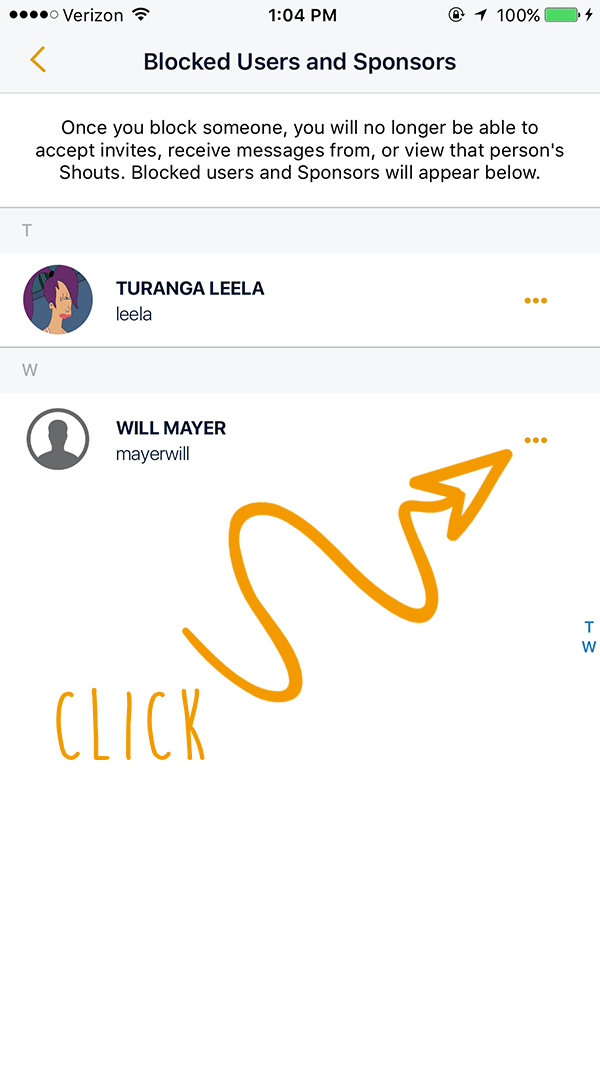 Verizon 1:04 PM 100%
Blocked Users and Sponsors
Once you block someone, you will no longer be able to
accept invites, receive messages from, or view that person's
Shouts. Blocked users and Sponsors will appear below.
T
TURANGA LEELA
leela
W
WILL MAYER
mayerwill
T
W
CLICK